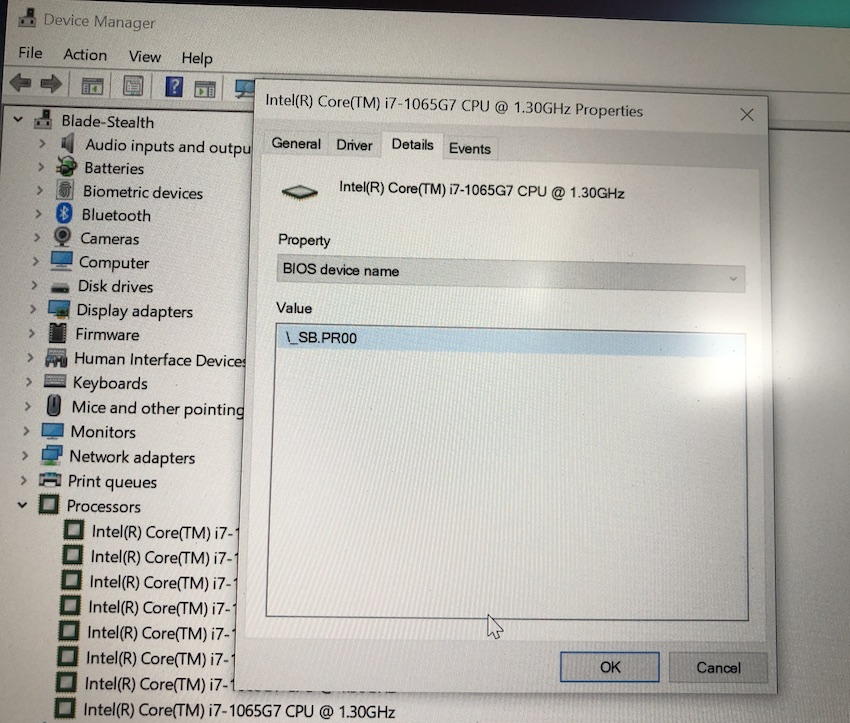 Device Manager
File Action View Help
Blade-Stealth
Audio inputs and outpu
Batteries
Biometric devices
Bluetooth
Cameras
Computer
Disk drives
Display adapters
Firmware
Human Interface Devices
Keyboards
Mice and other pointing
Monitors
Network adapters
Print queues
Processors
Intel(R) Core(TM) i7-1
Intel(R) Core(TM) i7-1
Intel(R) Core(TM) i7-1
Intel(R) Core(TM) i7-1
Intel(R) Core(TM) i7-1
Intel(R) Core(TM) i7-1
Intel(R) Core(TM) i7-1
Intel(R) Core(TM) i7-1065G7 CPU @ 1.30GHz
Intel(R) Core(TM) i7-1065G7 CPU @ 1.30GHz Properties
General Driver Details Events
Intel(R) Core(TM) i7-1065G7 CPU @ 1.30GHz
Property
BIOS device name
Value
\_SB.PR00
OK Cancel